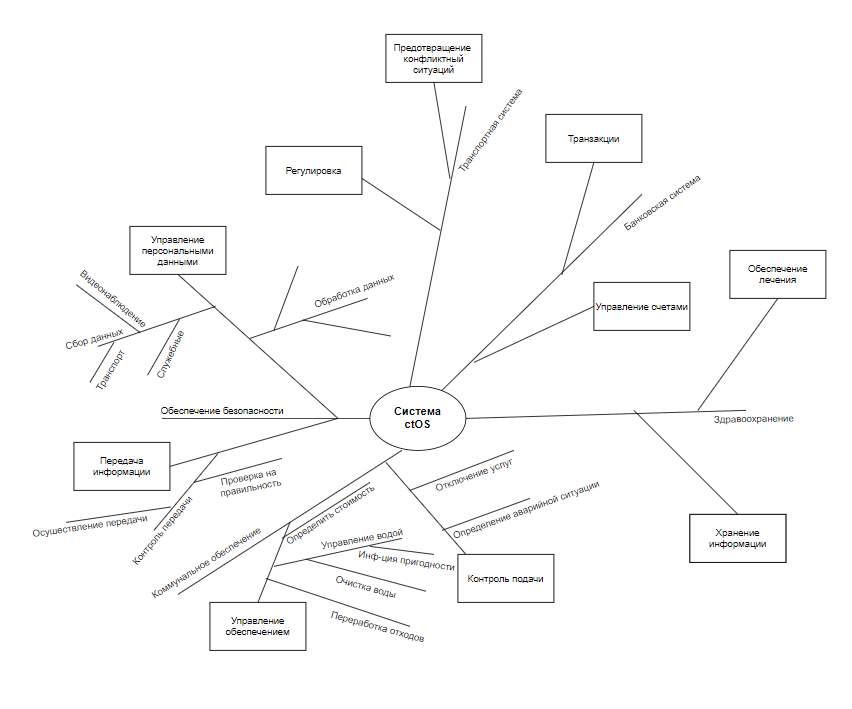 Предотвращение
конфликтный
ситуаций
Транспортная система
Транзакции
Регулировка
Банковская система
Управление
персональными
данными
Обеспечение
лечения
Видеонаблюдение
Обработка данных
Управление счетами
Сбор данных
Служебные
Транспорт
Обеспечение безопасности
Система
ctOS
Здравоохранение
Передача
информации
Проверка на
правильность
Отключение услуг
Осушествление передачи
Контроль передачи
Определить стоимость
Определение аварийной ситуации
Хранение
информации
Коммунальное обеспечение
Управление водой
Инф-ция пригодности
Контроль подачи
Очистка воды
Управление
обеспечением
Переработка отходов